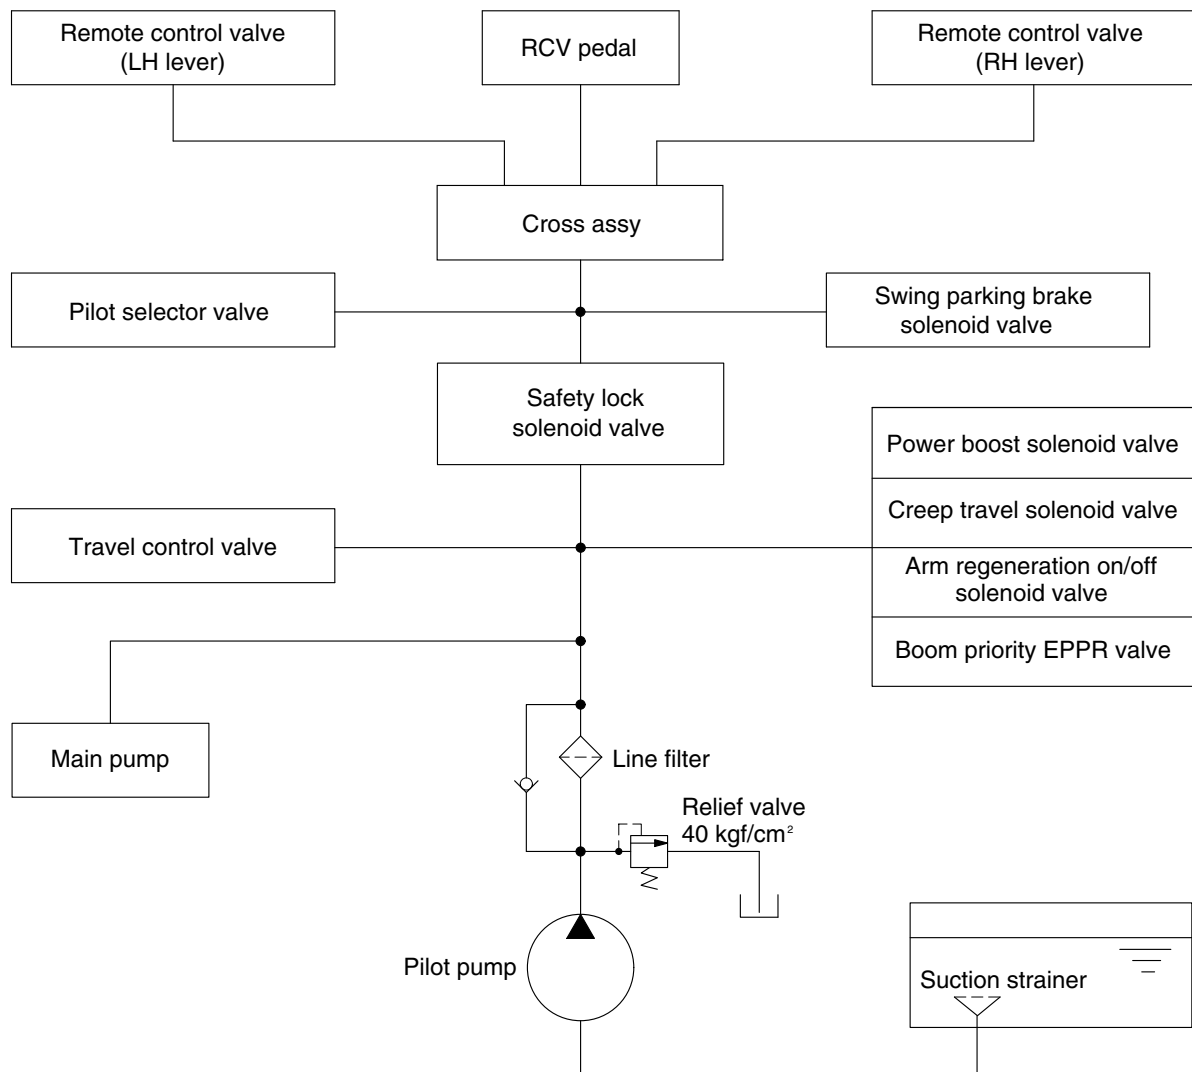 Remote control valve
(LH lever)
RCV pedal
Remote control valve
(RH lever)
Cross assy
Pilot selector valve
Swing parking brake
solenoid valve
Safety lock
solenoid valve
Power boost solenoid valve
Creep travel solenoid valve
Travel control valve
Arm regeneration on/off
solenoid valve
Boom priority EPPR valve
Main pump
Line filter
Relief valve
40 kgf/cm²
Pilot pump
Suction strainer